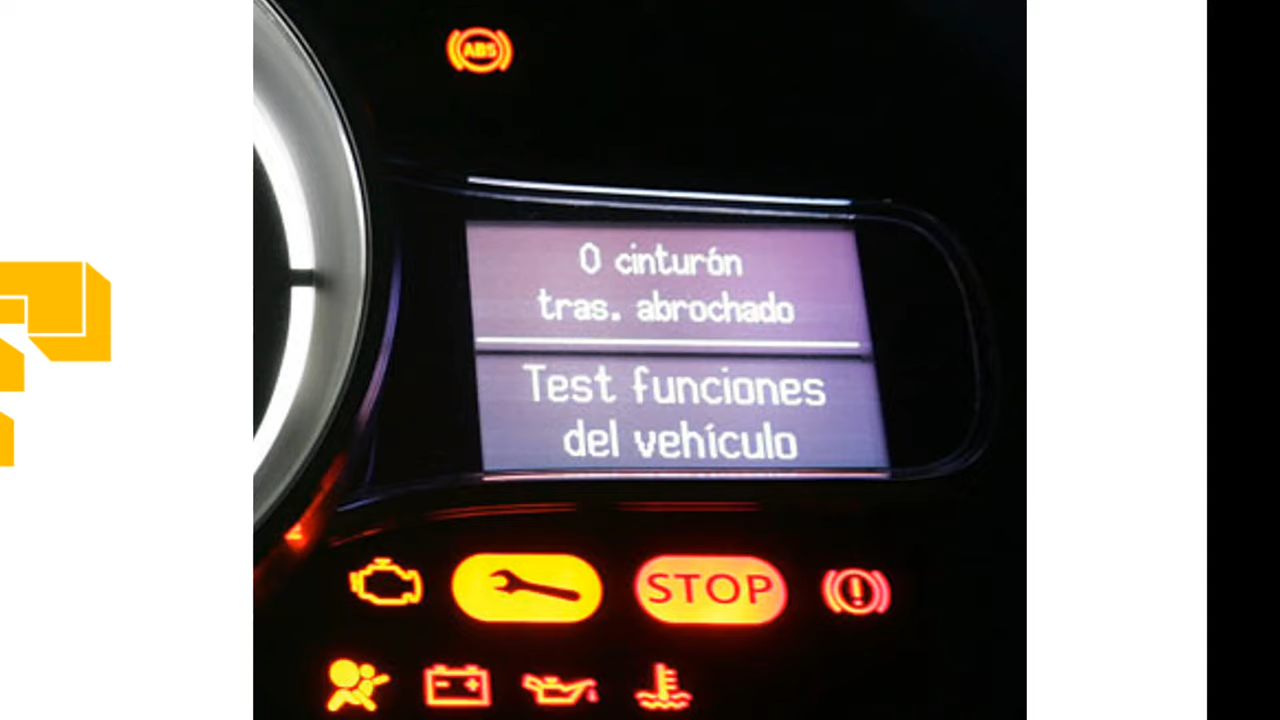 ABS
0 cinturón
tras. abrochado
Test funciones
del vehículo
STOP